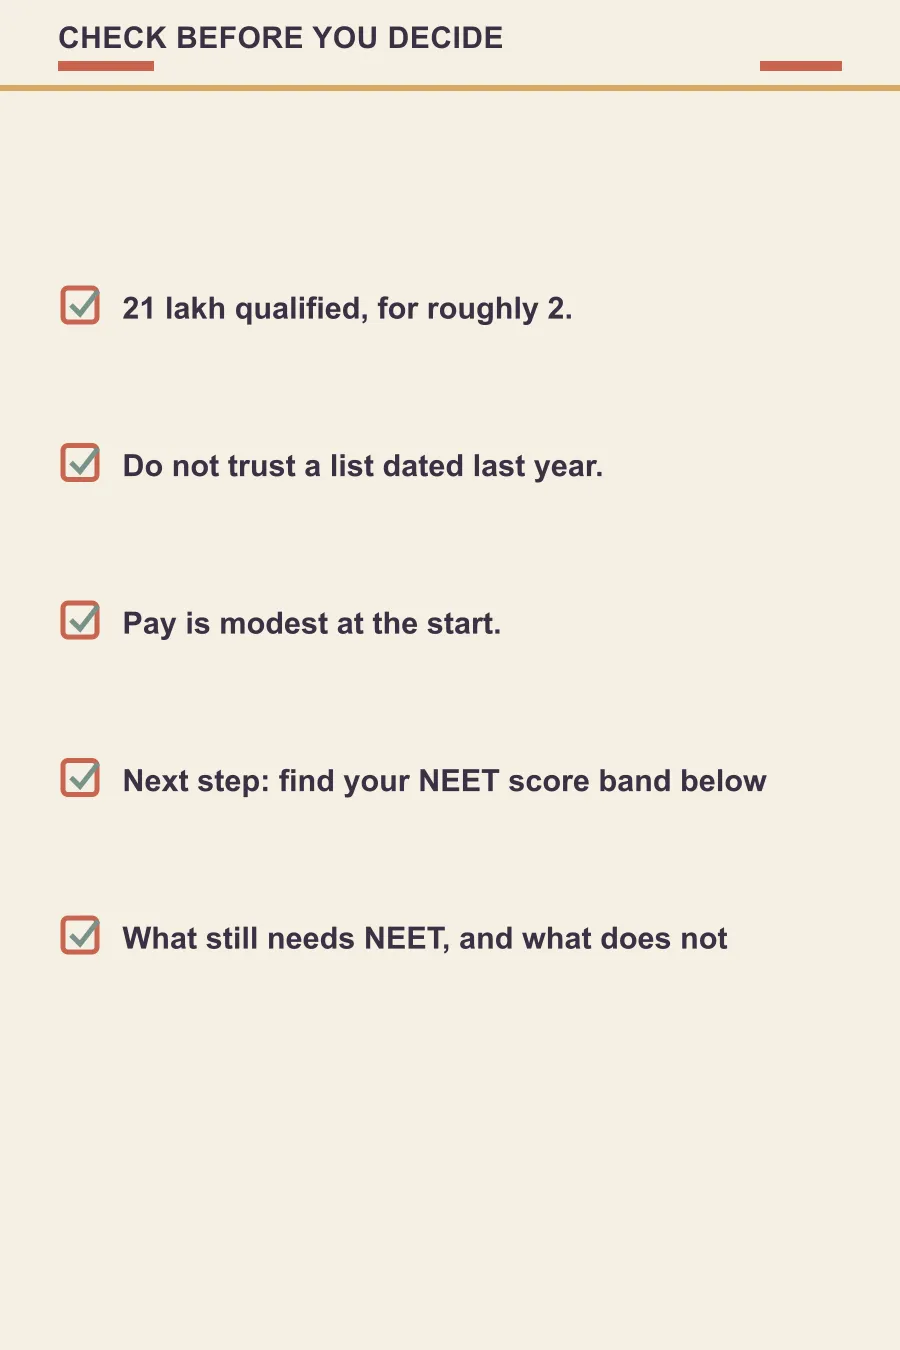 CHECK BEFORE YOU DECIDE
21 lakh qualified, for roughly 2.
Do not trust a list dated last year.
Pay is modest at the start.
Next step: find your NEET score band below
What still needs NEET, and what does not